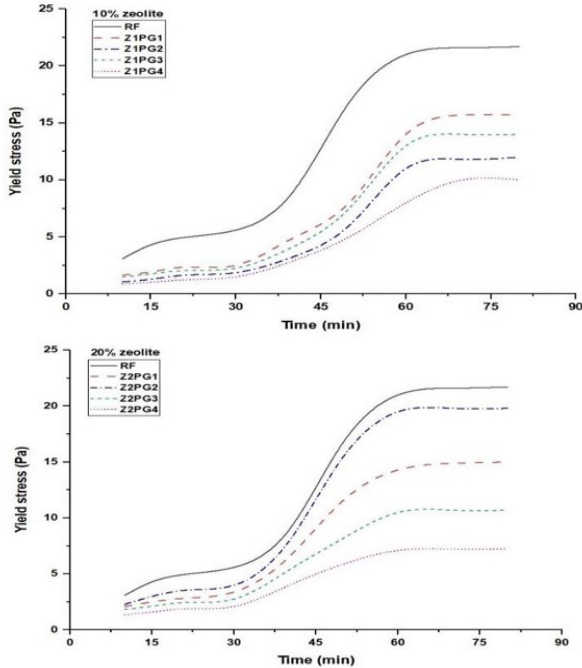 10% zeolite
RF
Z1PG1
Z1PG2
Z1PG3
Z1PG4
Yield stress (Pa)
25
20
15
10
5
0
0 15 30 45 60 75 90
Time (min)
20% zeolite
RF
Z2PG1
Z2PG2
Z2PG3
Z2PG4
Yield stress (Pa)
25
20
15
10
5
0
0 15 30 45 60 75 90
Time (min)